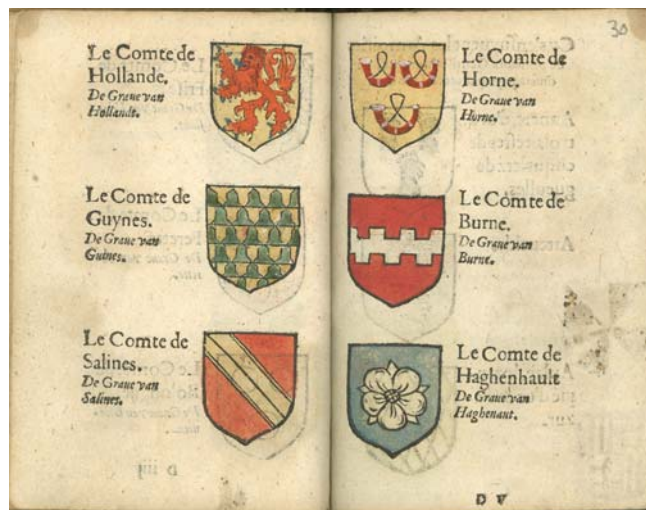 Le Comte de
Hollande.
De Graue van
Hollandt.
Le Comte de
Guynes.
De Graue van
Guines.
Le Comte de
Salines.
De Graue van
Salines.
D iiij
30
Le Comte de
Horne.
De Graue van
Horne.
Le Comte de
Burne.
De Graue van
Burne.
Le Comte de
Haghenhault
De Graue van
Haghenaut.
D V